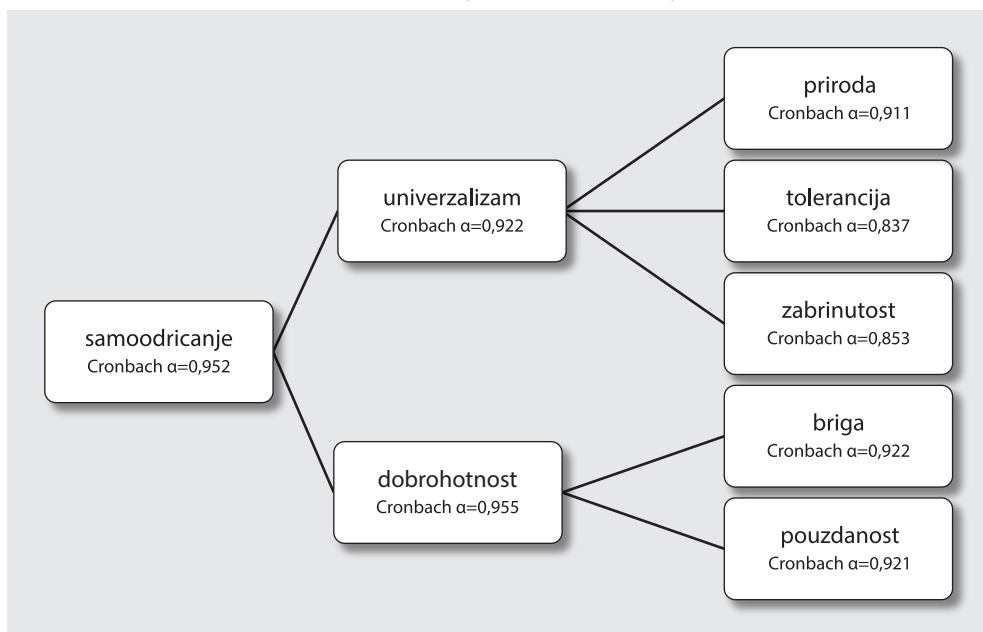 samoodricanje
Cronbach α=0,952
univerzalizam
Cronbach α=0,922
dobrohotnost
Cronbach α=0,955
priroda
Cronbach α=0,911
tolerancija
Cronbach α=0,837
zabrinutost
Cronbach α=0,853
briga
Cronbach α=0,922
pouzdanost
Cronbach α=0,921